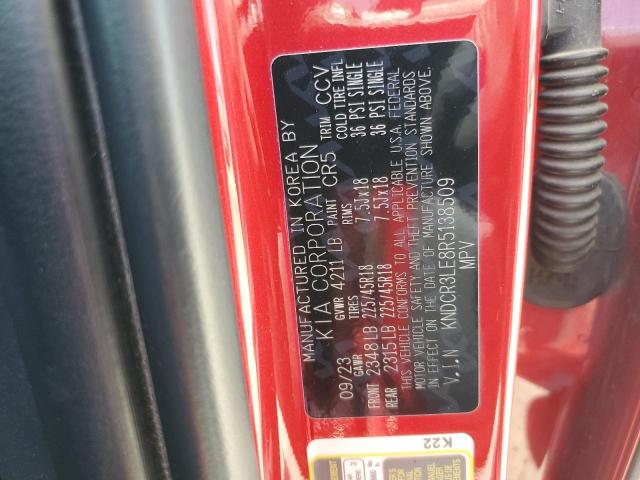 MANUFACTURED IN KOREA BY
KIA CORPORATION
09/23 GVWR 4211 LB PAINT CR5 TRIM CCV
GAWR TIRES RIMS COLD TIRE INFL
FRONT 2348 LB 225/45R18 7.5Jx18 36 PSI SINGLE
REAR 2315 LB 225/45R18 7.5Jx18 36 PSI SINGLE
THIS VEHICLE CONFORMS TO ALL APPLICABLE U.S.A. FEDERAL
MOTOR VEHICLE SAFETY AND THEFT PREVENTION STANDARDS
IN EFFECT ON THE DATE OF MANUFACTURE SHOWN ABOVE.
V.I.N KNDCR3LE8R5138509
MPV
K22